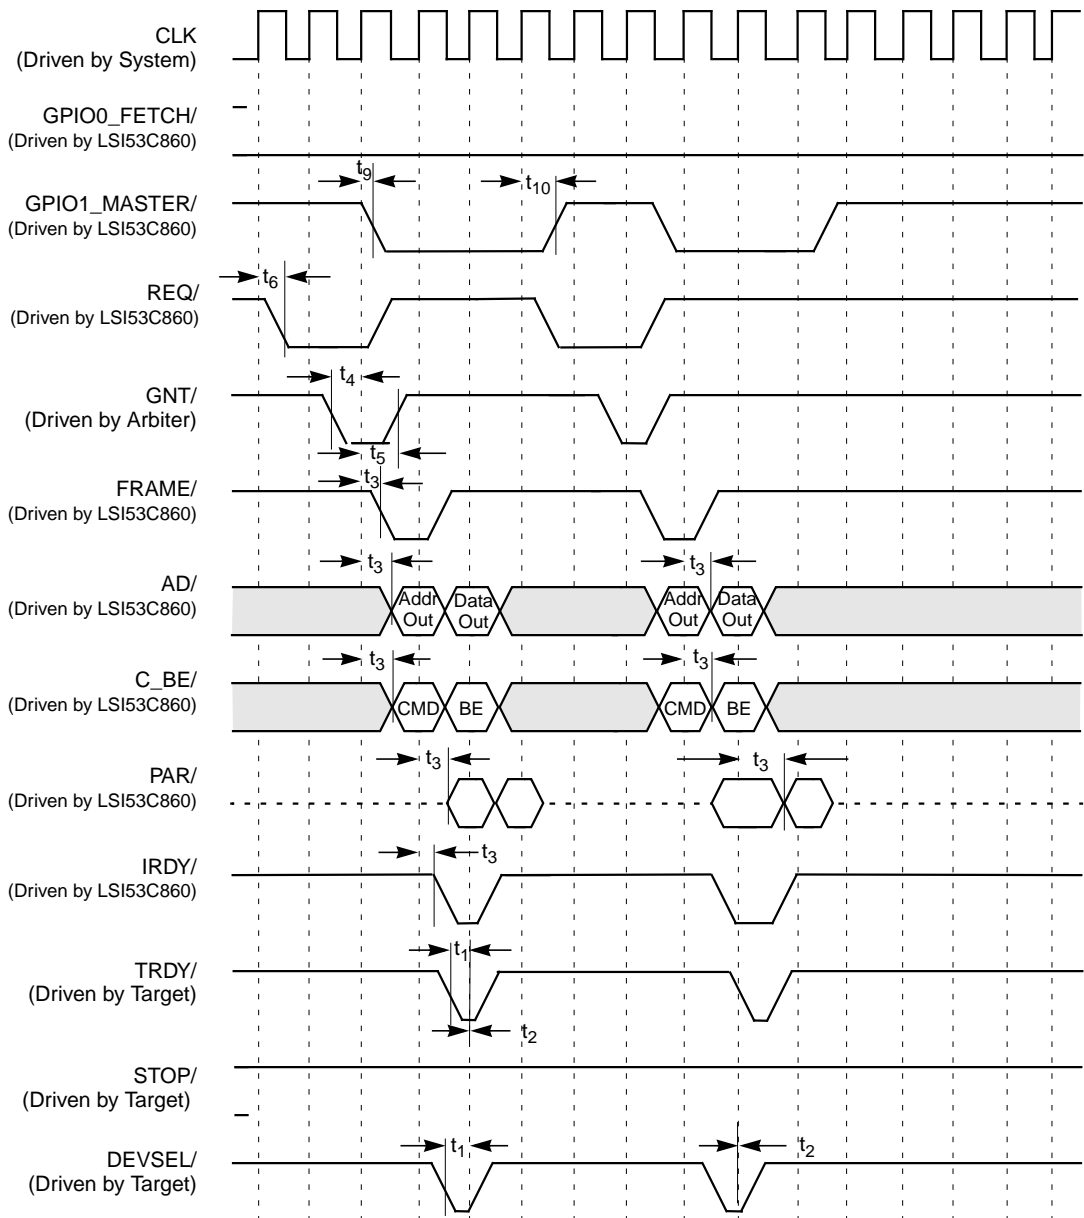 CLK
(Driven by System)
GPIO0_FETCH/
(Driven by LSI53C860)
t9
t10
GPIO1_MASTER/
(Driven by LSI53C860)
t6
REQ/
(Driven by LSI53C860)
t4
GNT/
(Driven by Arbiter)
t5
t3
FRAME/
(Driven by LSI53C860)
t3
t3
AD/
(Driven by LSI53C860)
Addr
Out
Data
Out
Addr
Out
Data
Out
t3
t3
C_BE/
(Driven by LSI53C860)
CMD
BE
CMD
BE
t3
t3
PAR/
(Driven by LSI53C860)
t3
IRDY/
(Driven by LSI53C860)
t1
TRDY/
(Driven by Target)
t2
STOP/
(Driven by Target)
t1
t2
DEVSEL/
(Driven by Target)